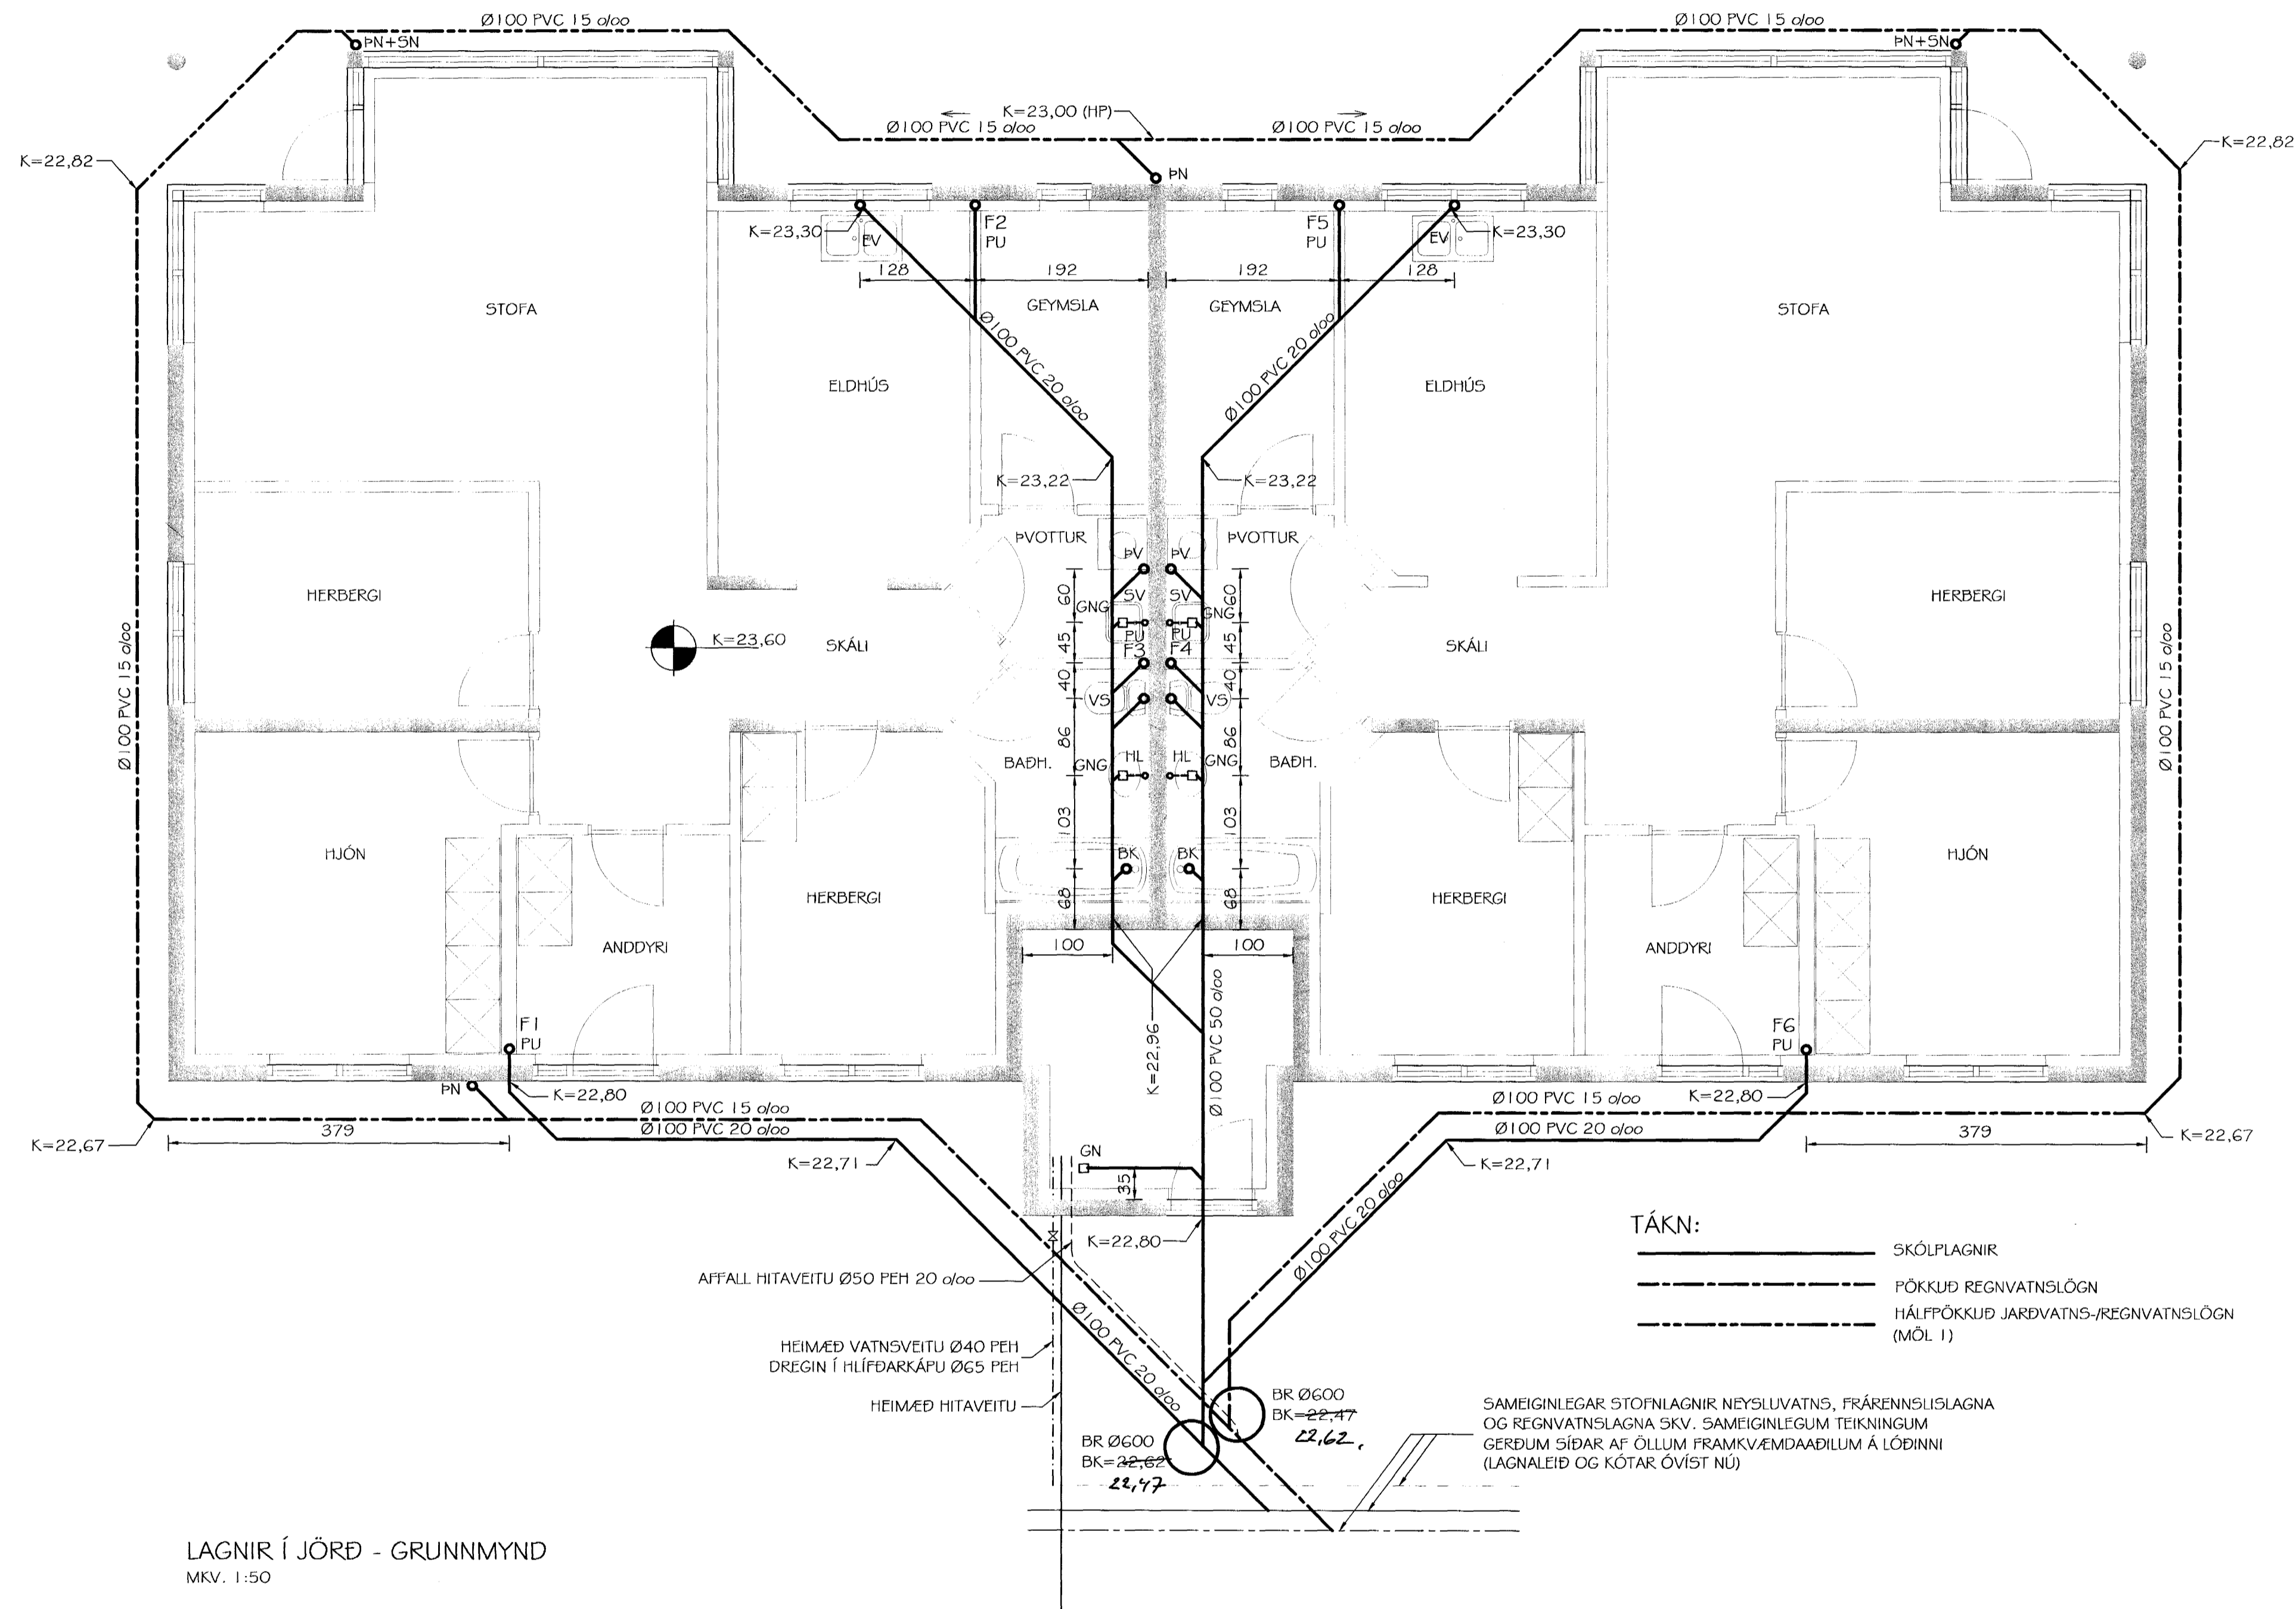 Ø100 PVC 15 o/oo
Ø100 PVC 15 o/oo
ÞN+SN
ÞN+SN
K=23,00 (HP)
Ø100 PVC 15 o/oo
Ø100 PVC 15 o/oo
K=22,82
K=22,82
ÞN
K=23,30
EV
F2
PU
F5
PU
EV
K=23,30
128
192
192
128
STOFA
GEYMSLA
GEYMSLA
STOFA
Ø100 PVC 20 o/oo
Ø100 PVC 20 o/oo
ELDHÚS
ELDHÚS
K=23,22
K=23,22
ÞVOTTUR
ÞVOTTUR
ÞV
ÞV
HERBERGI
HERBERGI
60
GNG
SV
SV
GNG
60
PU
PU
K=23,60
SKÁLI
45
F3
F4
45
SKÁLI
40
40
VS
VS
Ø100 PVC 15 o/oo
Ø100 PVC 15 o/oo
86
86
BAÐH.
GNG
HL
HL
GNG
BAÐH.
103
103
HJÓN
BK
BK
HJÓN
HERBERGI
68
68
HERBERGI
ANDDYRI
100
100
ANDDYRI
F1
PU
K=22,96
Ø100 PVC 50 o/oo
F6
PU
ÞN
K=22,80
Ø100 PVC 15 o/oo
Ø100 PVC 15 o/oo
K=22,80
K=22,67
379
Ø100 PVC 20 o/oo
Ø100 PVC 20 o/oo
379
K=22,67
K=22,71
GN
K=22,71
35
K=22,80
Ø100 PVC 20 o/oo
TÁKN:
SKÓLPLAGNIR
PÖKKUÐ REGNVATNSLÖGN
HÁLFPÖKKUÐ JARÐVATNS-/REGNVATNSLÖGN
(MÖL 1)
AFFALL HITAVEITU Ø50 PEH 20 o/oo
Ø100 PVC 20 o/oo
HEIMÆÐ VATNSVEITU Ø40 PEH
DREGIN Í HLÍFÐARKÁPU Ø65 PEH
HEIMÆÐ HITAVEITU
BR Ø600
BK=22,47
22,62.
BR Ø600
BK=22,62
22,47
SAMEIGINLEGAR STOFNLAGNIR NEYSLUVATNS, FRÁRENNSLISLAGNA
OG REGNVATNSLAGNA SKV. SAMEIGINLEGUM TEIKNINGUM
GERÐUM SÍÐAR AF ÖLLUM FRAMKVÆMDAAÐILUM Á LÓÐINNI
(LAGNALEIÐ OG KÓTAR ÓVÍST NÚ)
LAGNIR Í JÖRÐ - GRUNNMYND
MKV. 1:50